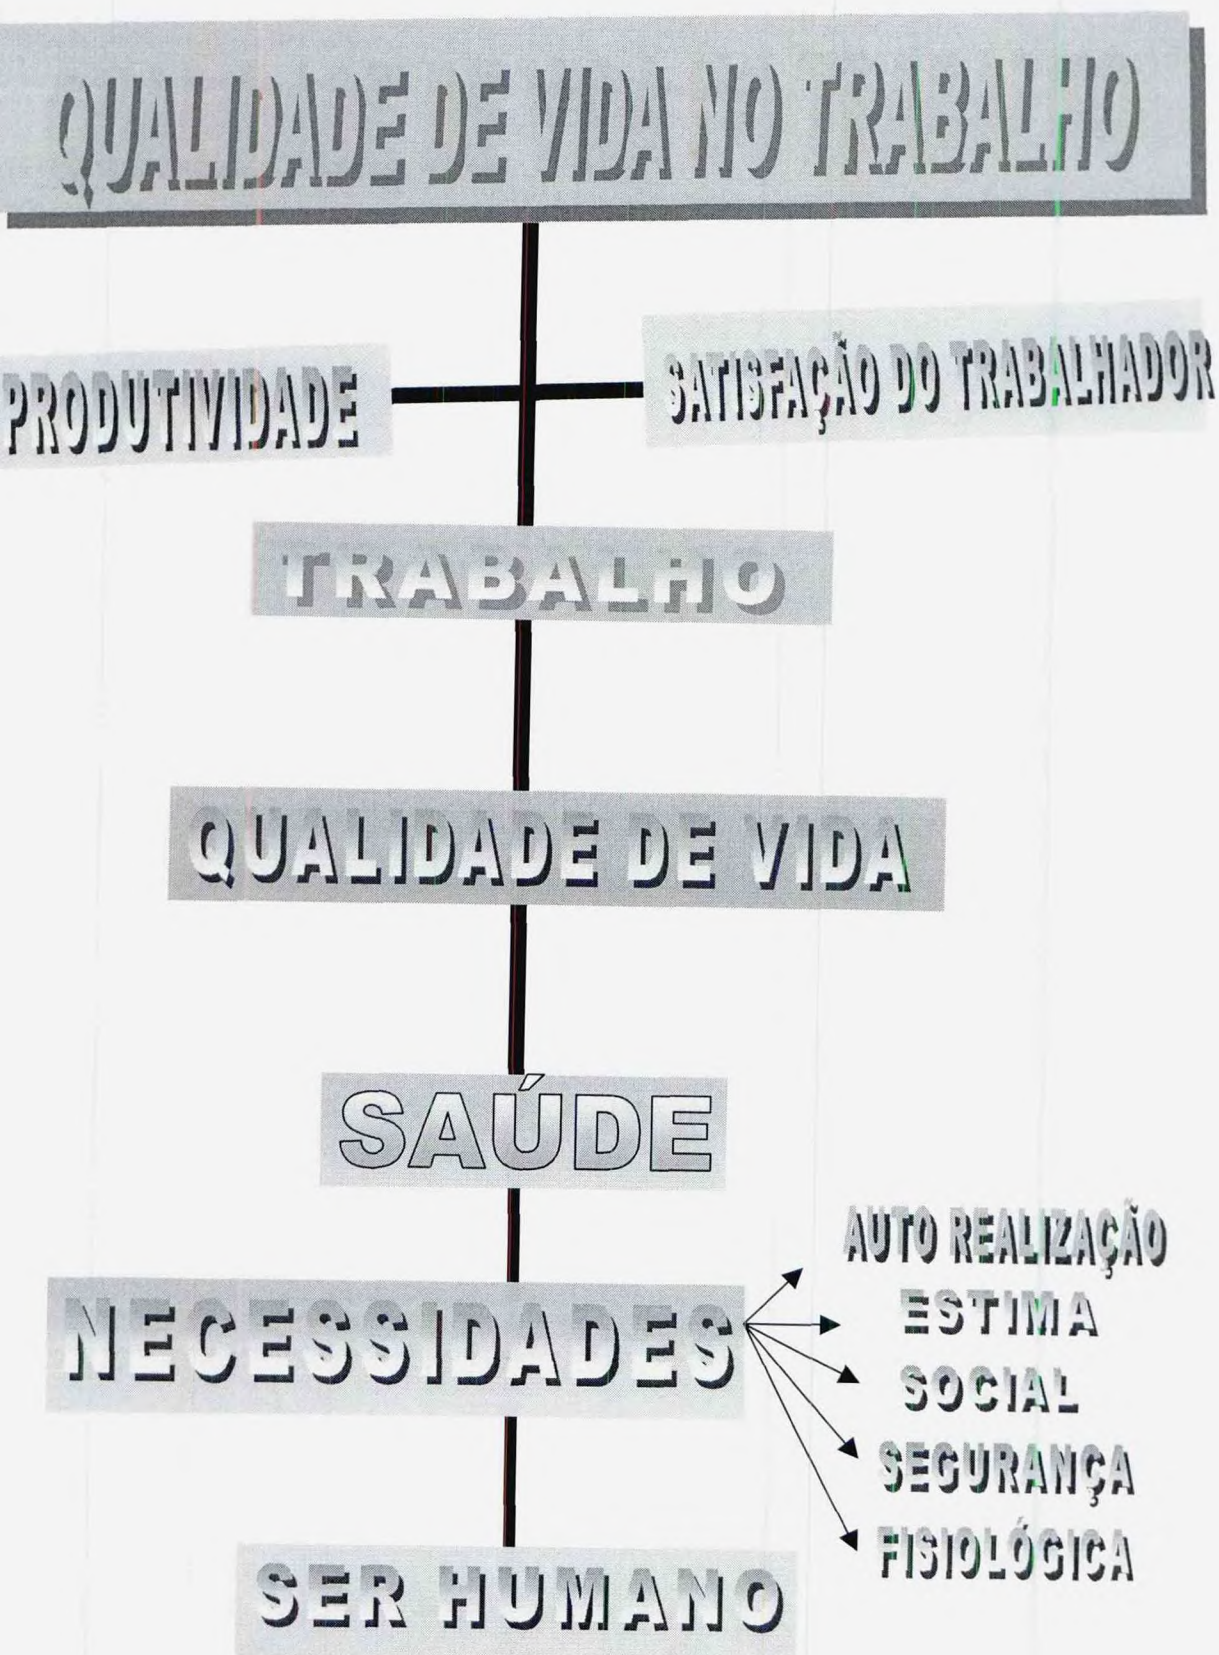 QUALIDADE DE VIDA NO TRABALHO
PRODUTIVIDADE
SATISFAÇÃO DO TRABALHADOR
TRABALHO
QUALIDADE DE VIDA
SAÚDE
NECESSIDADES
AUTO REALIZAÇÃO
ESTIMA
SOCIAL
SEGURANÇA
FISIOLÓGICA
SER HUMANO